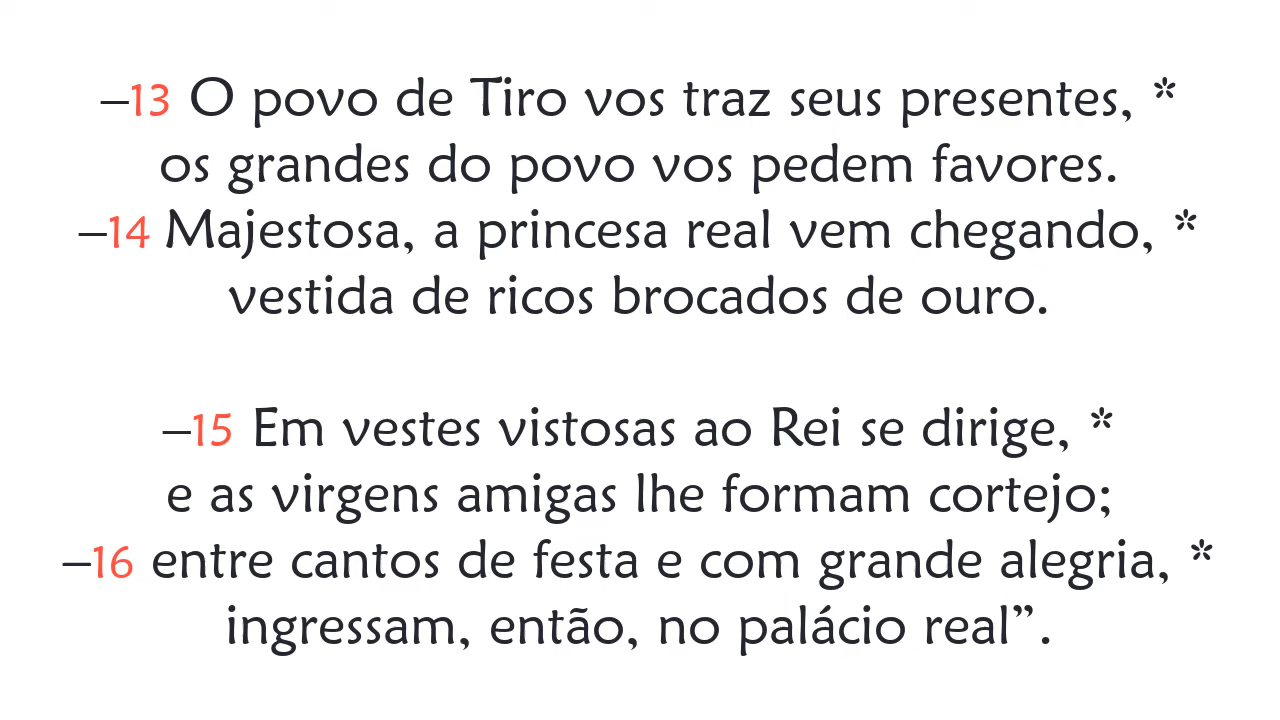 –13 O povo de Tiro vos traz seus presentes, *
os grandes do povo vos pedem favores.
–14 Majestosa, a princesa real vem chegando, *
vestida de ricos brocados de ouro.
–15 Em vestes vistosas ao Rei se dirige, *
e as virgens amigas lhe formam cortejo;
–16 entre cantos de festa e com grande alegria, *
ingressam, então, no palácio real”.